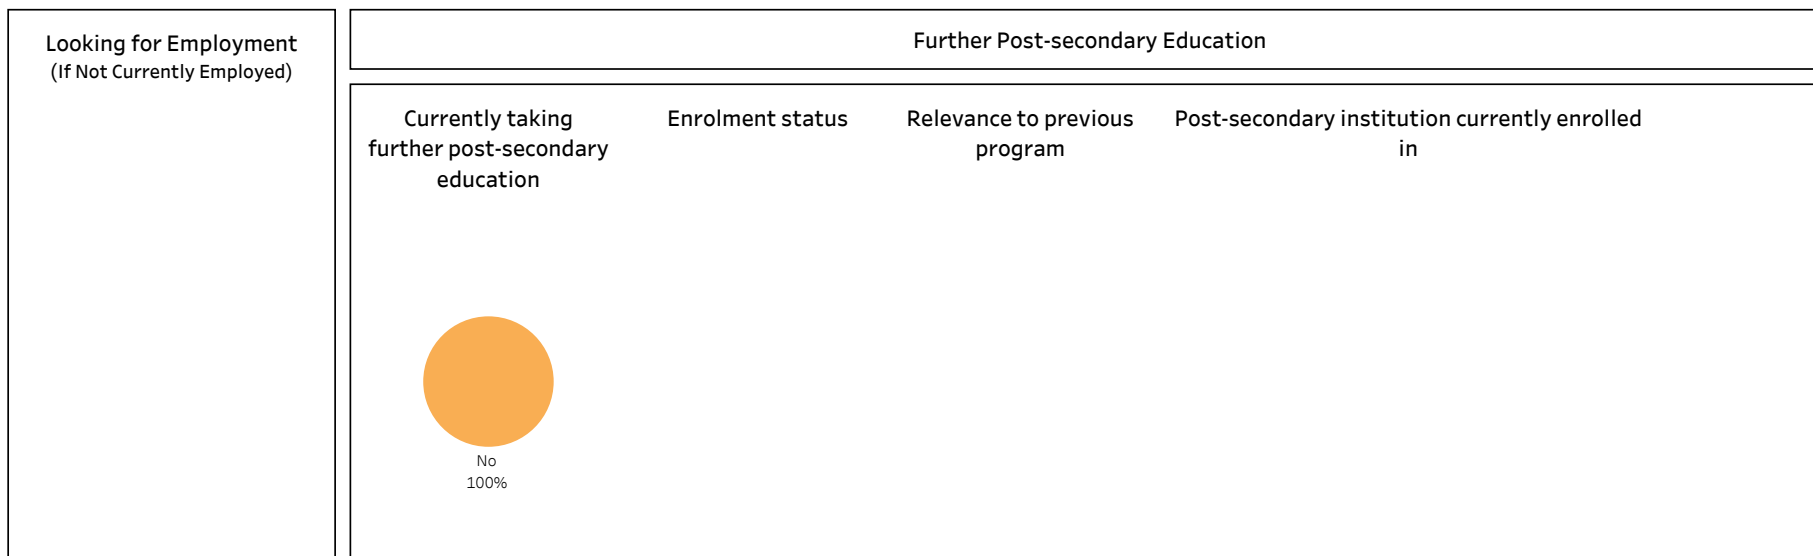 Looking for Employment
(If Not Currently Employed)
Further Post-secondary Education
Currently taking
further post-secondary
education
Enrolment status
Relevance to previous
program
Post-secondary institution currently enrolled
in
No
100%